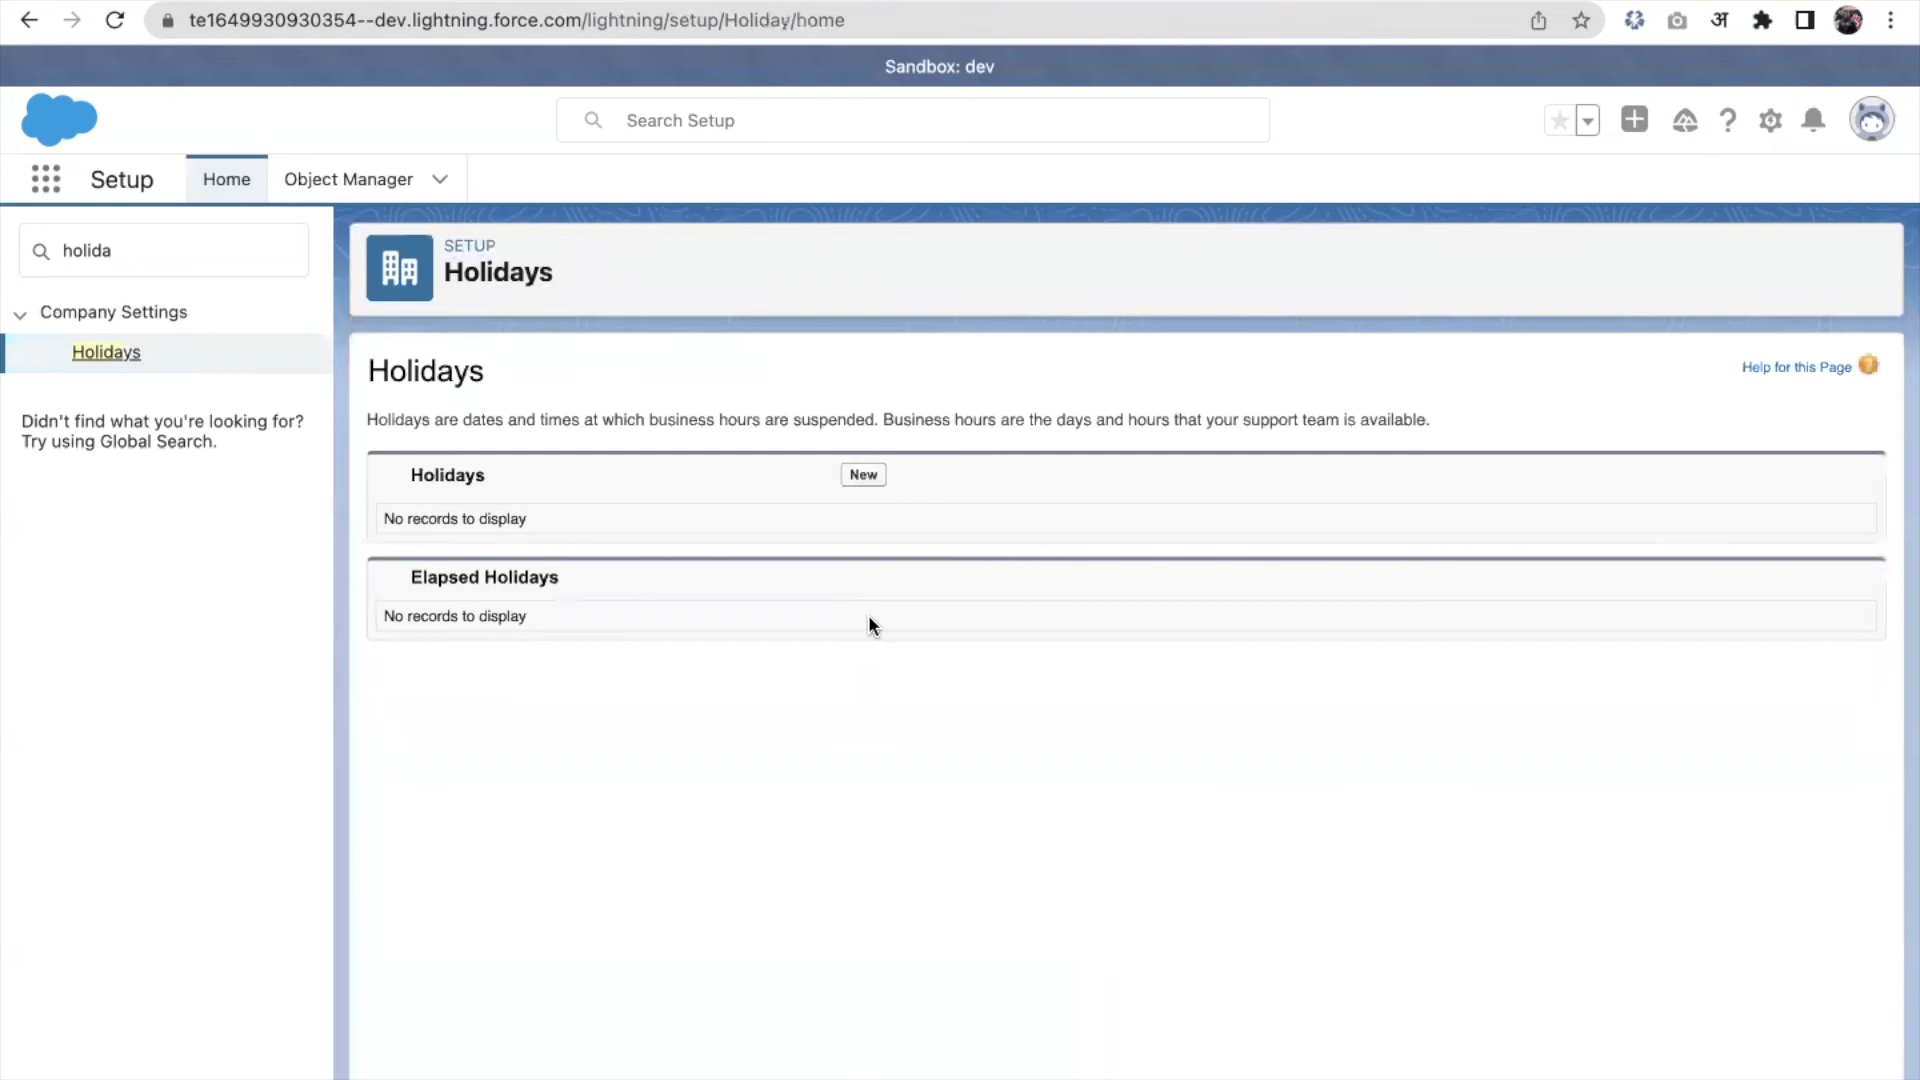 te1649930930354--dev.lightning.force.com/lightning/setup/Holiday/home
अ
Sandbox: dev
Search Setup
Setup
Home
Object Manager
holida
Company Settings
Holidays
Didn't find what you're looking for?
Try using Global Search.
SETUP
Holidays
Holidays
Help for this Page
Holidays are dates and times at which business hours are suspended. Business hours are the days and hours that your support team is available.
Holidays
New
No records to display
Elapsed Holidays
No records to display